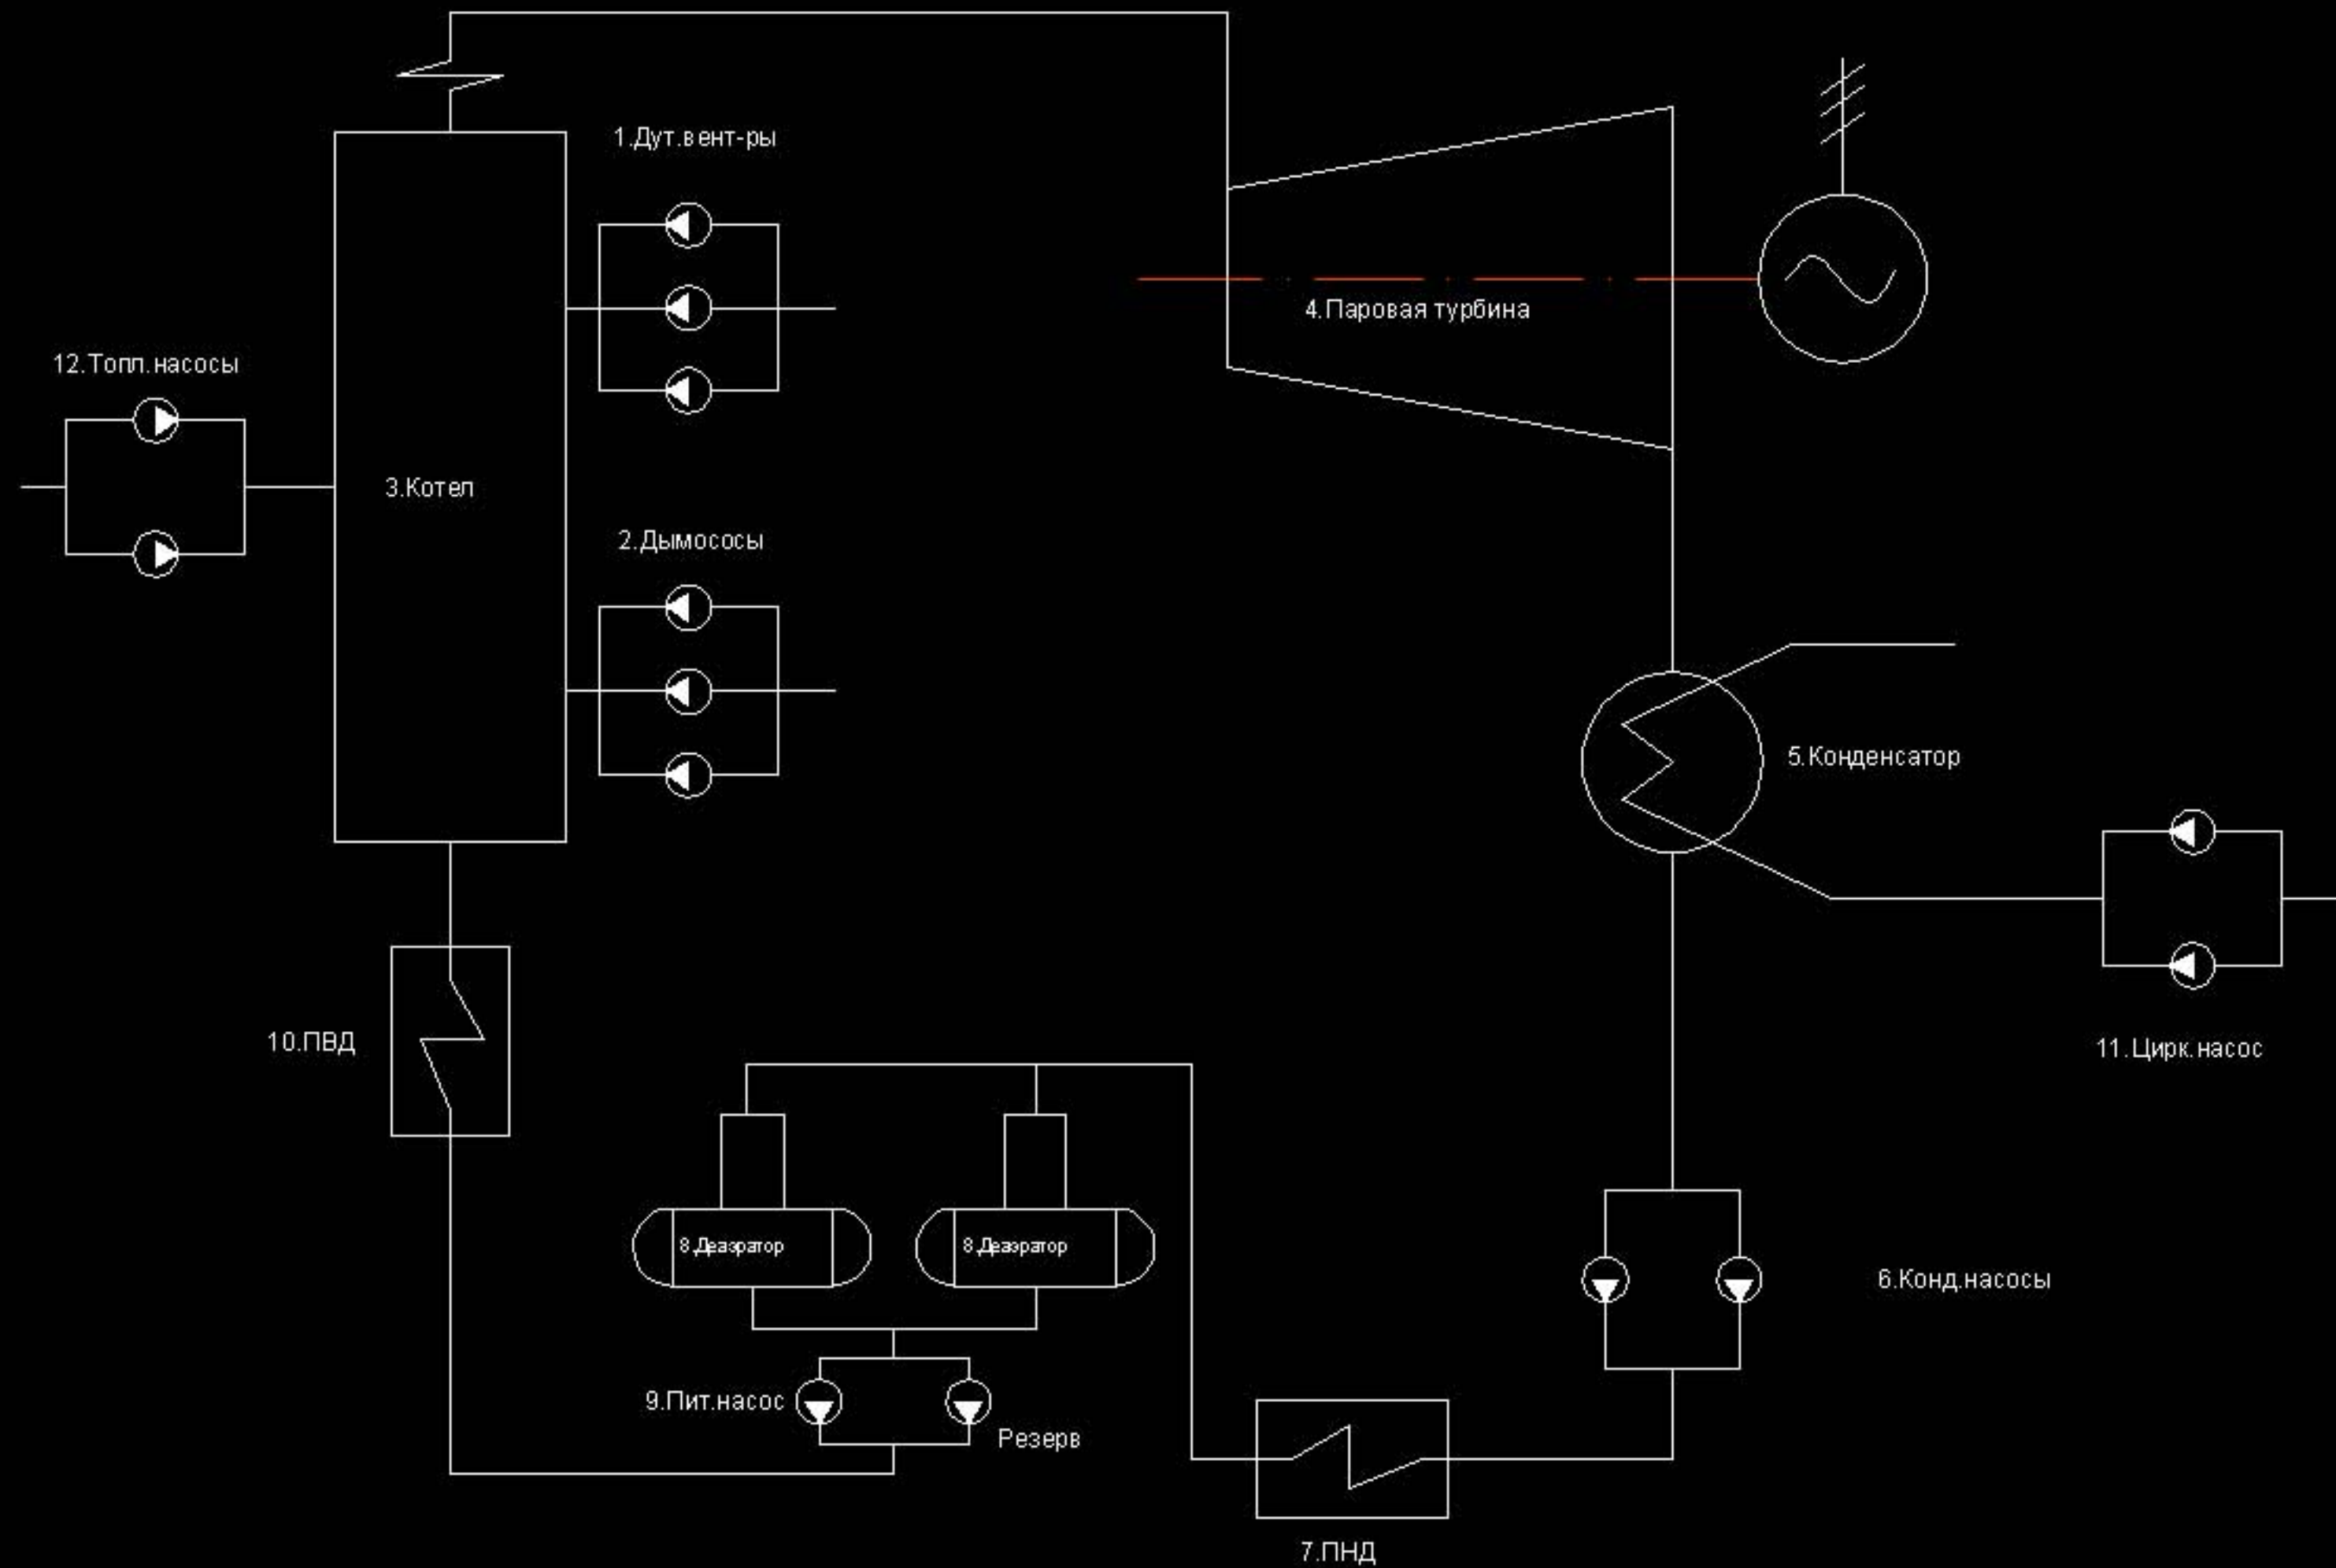 1.Дут.вент-ры
4.Паровая турбина
12.Топл.насосы
3.Котел
2.Дымососы
5.Конденсатор
10.ПВД
11.Цирк.насос
8.Деаэратор
8.Деаэратор
6.Конд.насосы
9.Пит.насос
Резерв
7.ПНД